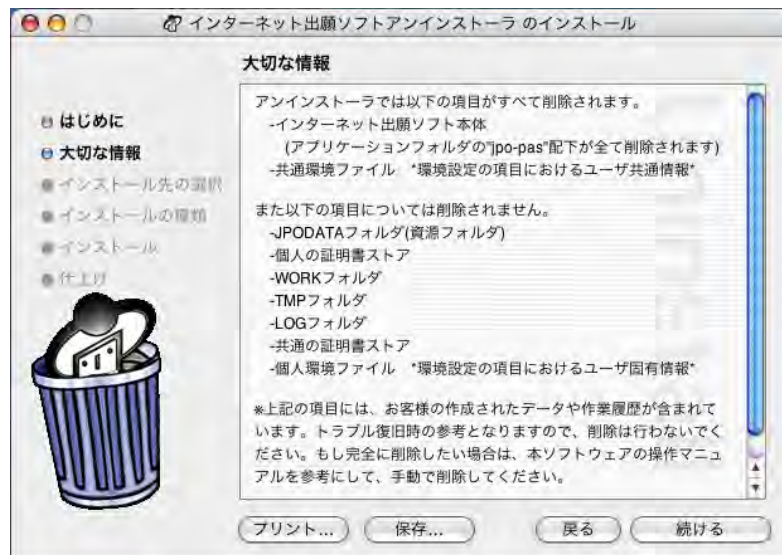 インターネット出願ソフトアンインストーラ のインストール
大切な情報
はじめに
大切な情報
インストール先の選択
インストールの種類
インストール
仕上げ
アンインストーラでは以下の項目がすべて削除されます。
-インターネット出願ソフト本体
(アプリケーションフォルダの"jpo-pas"配下が全て削除されます)
-共通環境ファイル *環境設定の項目におけるユーザ共通情報*
また以下の項目については削除されません。
-JPODATAフォルダ(資源フォルダ)
-個人の証明書ストア
-WORKフォルダ
-TMPフォルダ
-LOGフォルダ
-共通の証明書ストア
-個人環境ファイル *環境設定の項目におけるユーザ固有情報*
※上記の項目には、お客様の作成されたデータや作業履歴が含まれて
います。トラブル復旧時の参考となりますので、削除は行わないでく
ださい。もし完全に削除したい場合は、本ソフトウェアの操作マニュ
アルを参考にして、手動で削除してください。
プリント... 保存... 戻る 続ける